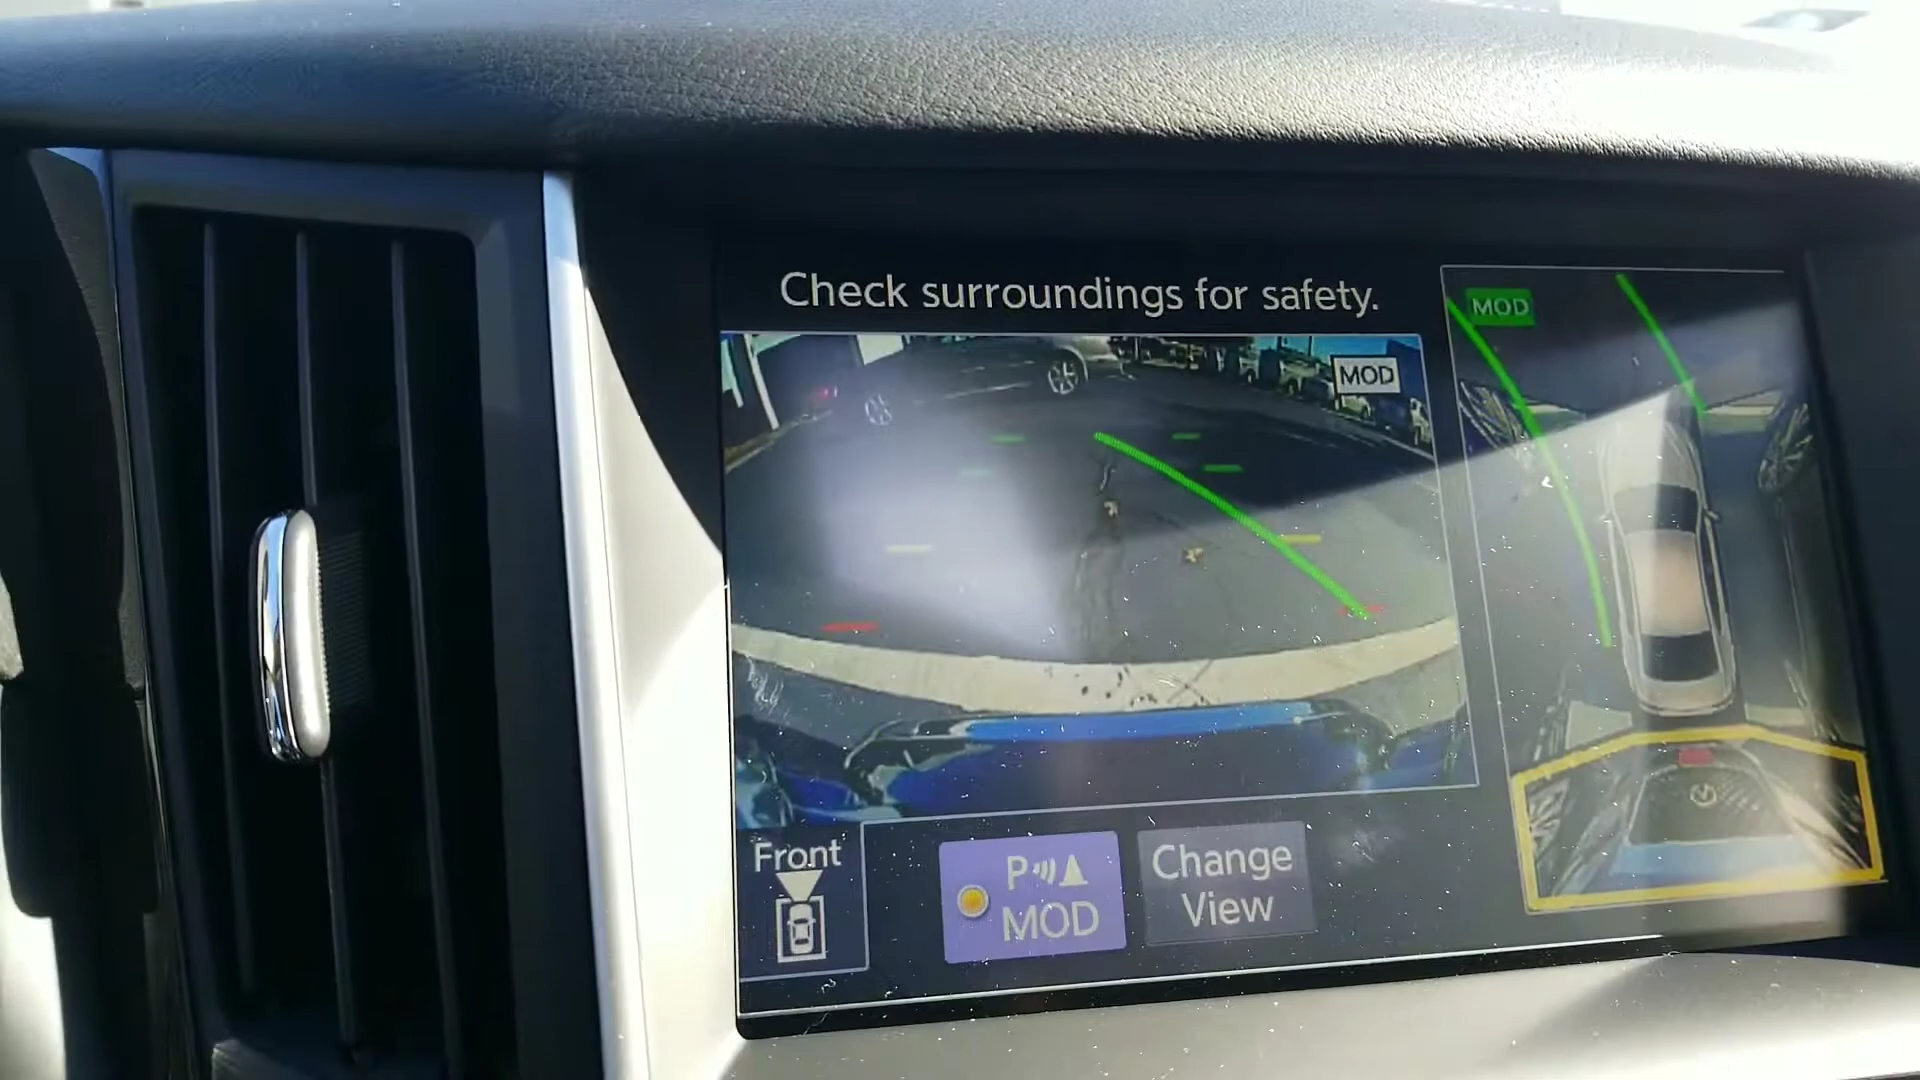 Check surroundings for safety.
MOD
MOD
Front
P
MOD
Change
View